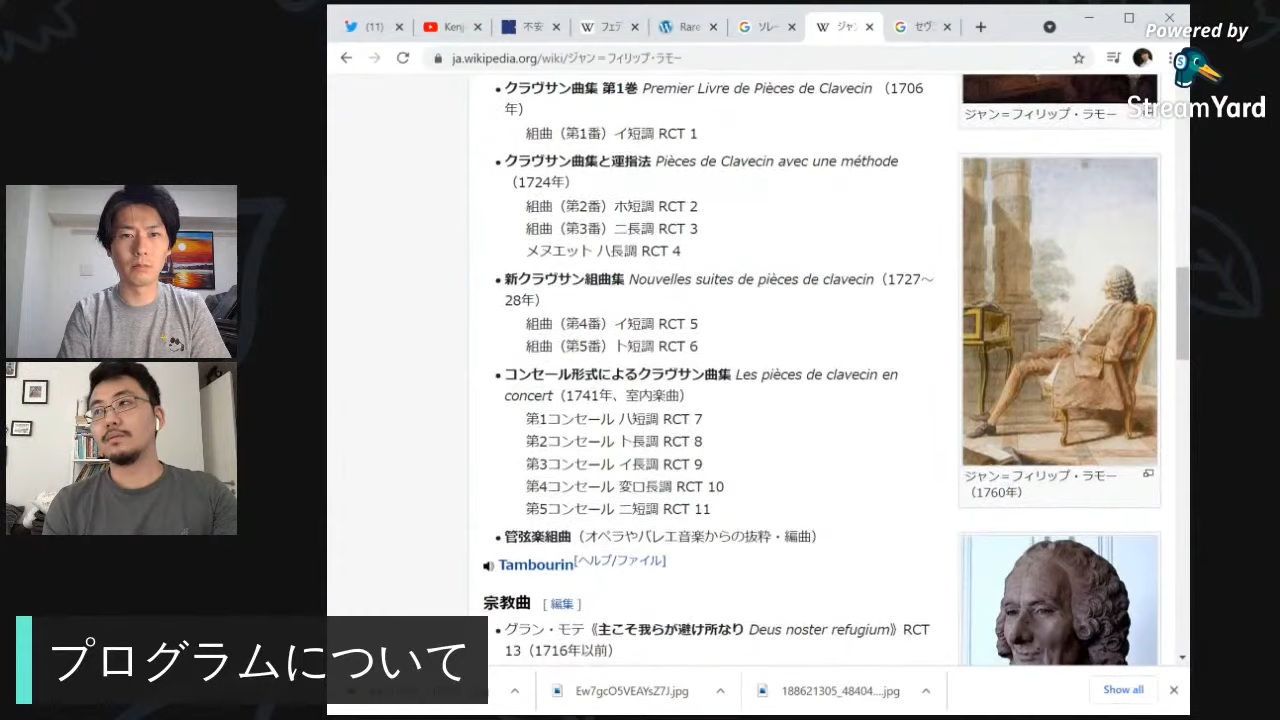 (11)
Kenj
不安
フェデ
Rare
ソレー
ジャン
セヴ
Powered by
StreamYard
ja.wikipedia.org/wiki/ジャン＝フィリップ・ラモー
クラヴサン曲集 第1巻 Premier Livre de Pièces de Clavecin （1706
年）
組曲（第1番）イ短調 RCT 1
クラヴサン曲集と運指法 Pièces de Clavecin avec une méthode
（1724年）
組曲（第2番）ホ短調 RCT 2
組曲（第3番）ニ長調 RCT 3
メヌエット ハ長調 RCT 4
新クラヴサン組曲集 Nouvelles suites de pièces de clavecin（1727～
28年）
組曲（第4番）イ短調 RCT 5
組曲（第5番）ト短調 RCT 6
コンセール形式によるクラヴサン曲集 Les pièces de clavecin en
concert（1741年、室内楽曲）
第1コンセール ハ短調 RCT 7
第2コンセール ト長調 RCT 8
第3コンセール イ長調 RCT 9
第4コンセール 変ロ長調 RCT 10
第5コンセール ニ短調 RCT 11
管弦楽組曲（オペラやバレエ音楽からの抜粋・編曲）
Tambourin[ヘルプ/ファイル]
宗教曲 [ 編集 ]
グラン・モテ《主こそ我らが避け所なり Deus noster refugium》RCT
13（1716年以前）
ジャン＝フィリップ・ラモー
ジャン＝フィリップ・ラモー
（1760年）
プログラムについて
Ew7gcO5VEAYsZ7J.jpg
188621305_48404....jpg
Show all